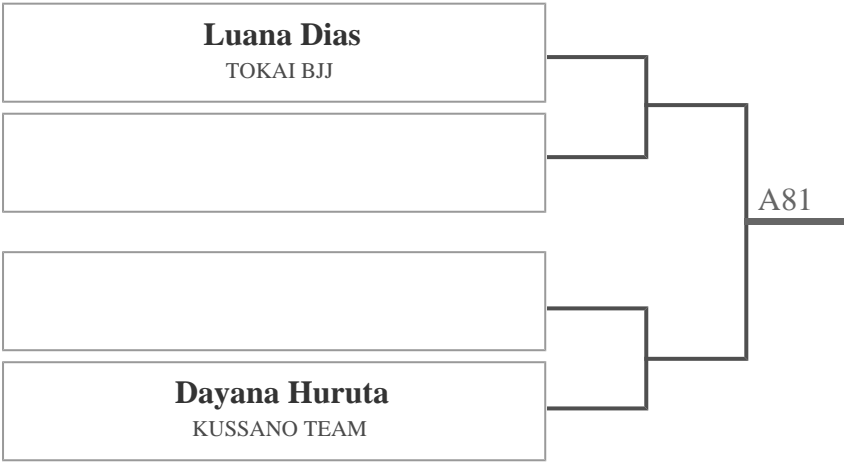 Luana Dias
TOKAI BJJ
A81
Dayana Huruta
KUSSANO TEAM